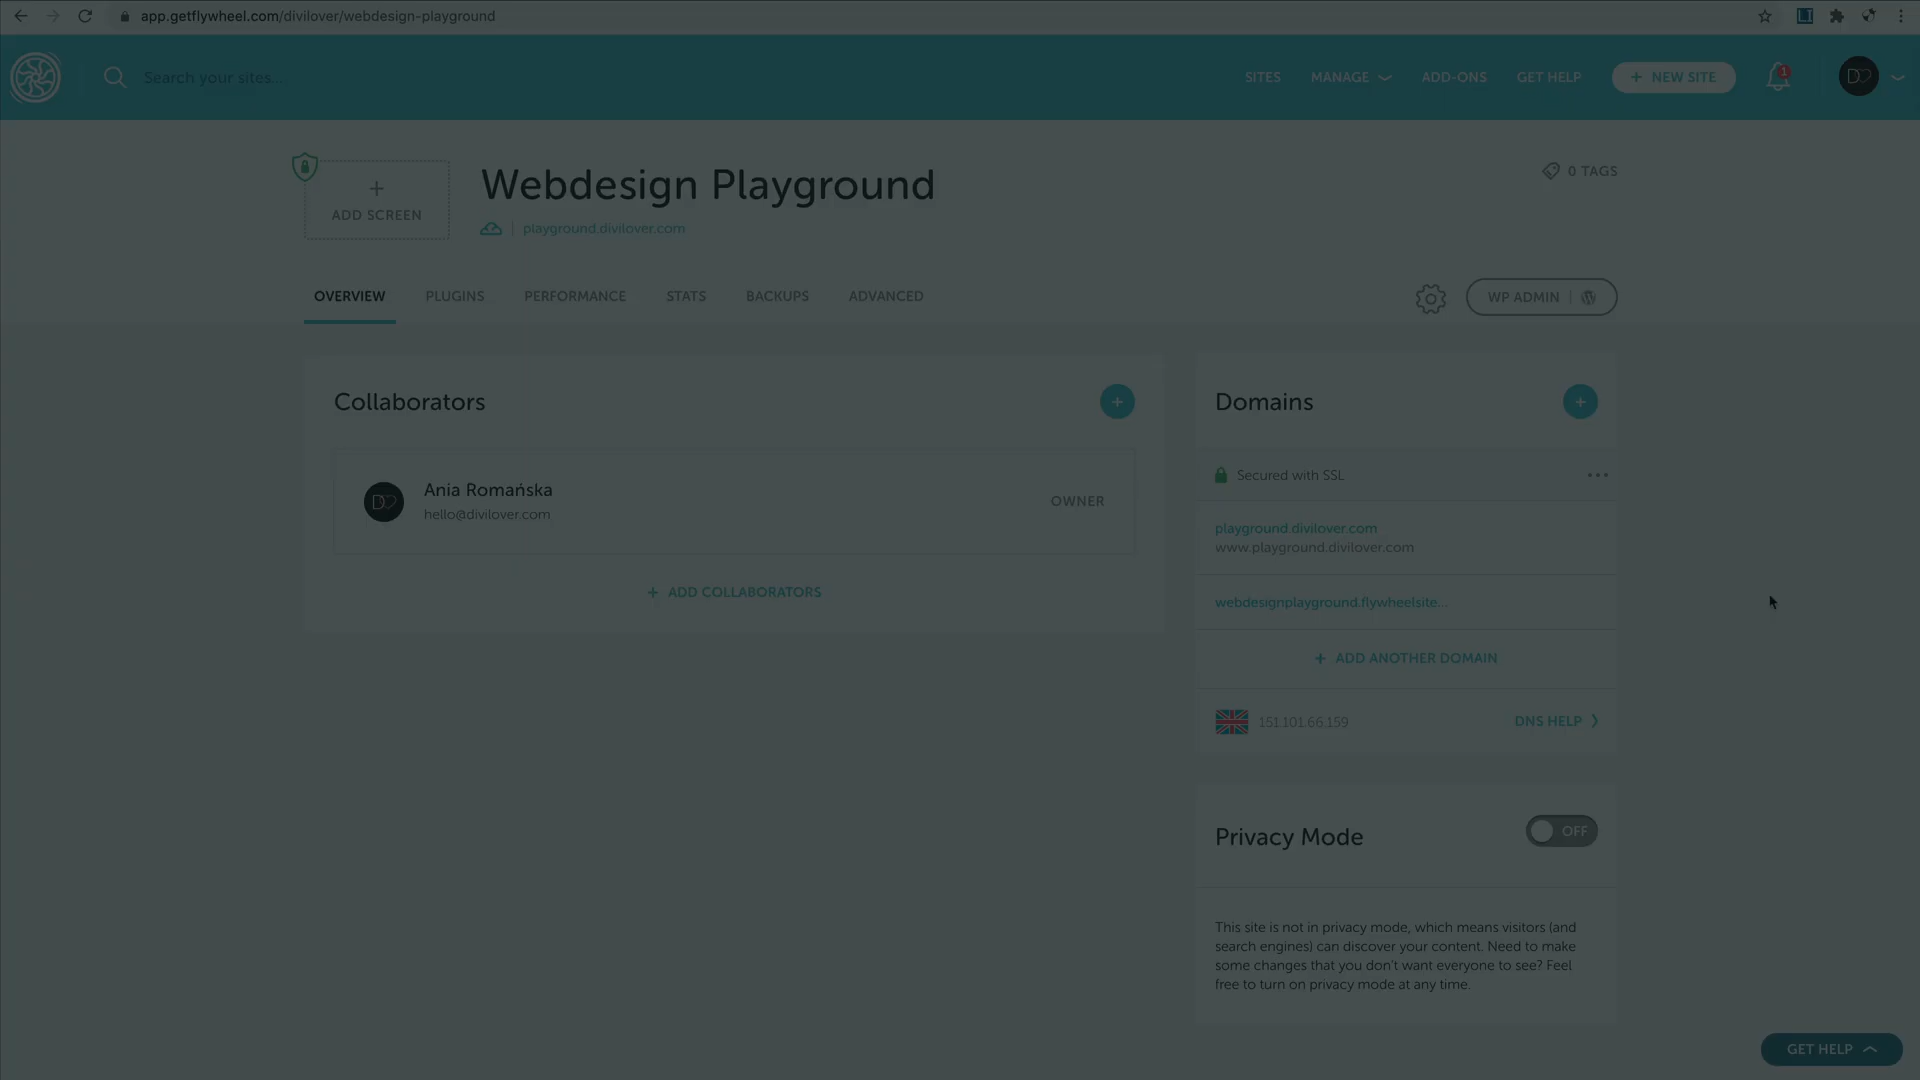 app.getflywheel.com/divilover/webdesign-playground
Search your sites...
SITES
MANAGE
ADD-ONS
GET HELP
+ NEW SITE
1
D
+
ADD SCREEN
Webdesign Playground
playground.divilover.com
0 TAGS
OVERVIEW
PLUGINS
PERFORMANCE
STATS
BACKUPS
ADVANCED
WP ADMIN
Collaborators
+
D
Ania Romańska
hello@divilover.com
OWNER
+ ADD COLLABORATORS
Domains
+
Secured with SSL
playground.divilover.com
www.playground.divilover.com
webdesignplayground.flywheelsite...
+ ADD ANOTHER DOMAIN
151.101.66.159
DNS HELP
Privacy Mode
OFF
This site is not in privacy mode, which means visitors (and
search engines) can discover your content. Need to make
some changes that you don't want everyone to see? Feel
free to turn on privacy mode at any time.
GET HELP